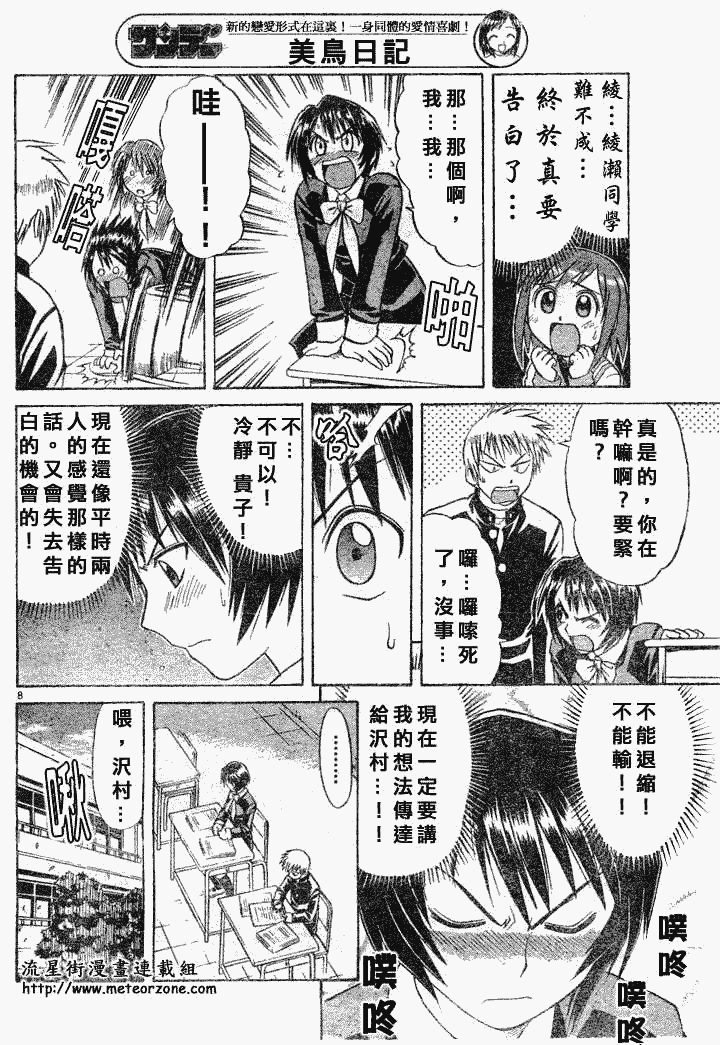 サンデー
新的戀愛形式在這裏！一身同體的愛情喜劇！
美鳥日記
綾…綾瀨同學
難不成…
終於真要
告白了…
那…那個啊，
我…我…
啪
哇——！！
嘎
嗒
真是的，你在
幹嘛啊？要緊
嗎？
囉…囉嗦死
了，沒事…
哈
不…
不可以！
冷靜 貴子！
現在還像平時兩
人的感覺那樣的
話。又會失去告
白的機會的！
不能退縮！
不能輸！！
現在一定要講
我的想法傳達
給沢村…！！
噗咚
噗咚
噗咚
………
喂，沢村…
啾
8
流星街漫畫連載組
http://www.meteorzone.com/